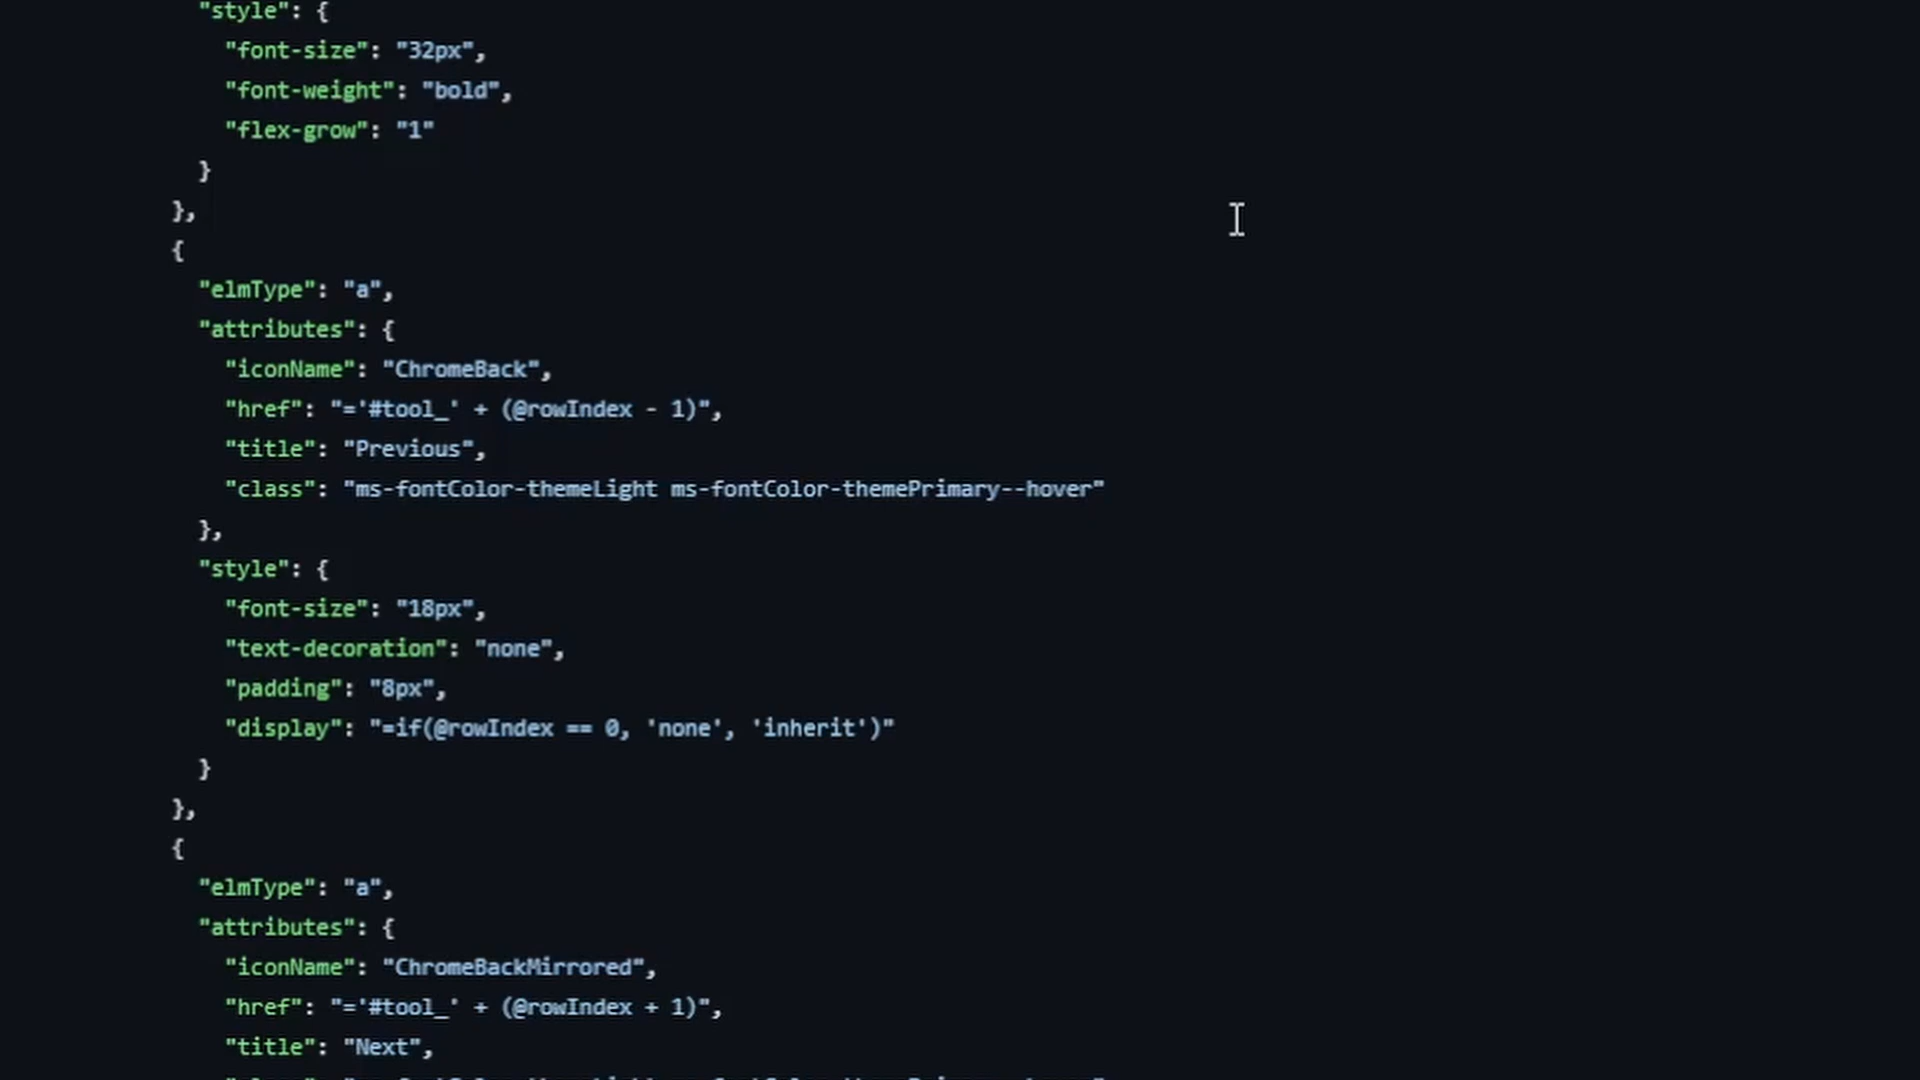 "style": {
"font-size": "32px",
"font-weight": "bold",
"flex-grow": "1"
}
},
{
"elmType": "a",
"attributes": {
"iconName": "ChromeBack",
"href": "='#tool_' + (@rowIndex - 1)",
"title": "Previous",
"class": "ms-fontColor-themeLight ms-fontColor-themePrimary--hover"
},
"style": {
"font-size": "18px",
"text-decoration": "none",
"padding": "8px",
"display": "=if(@rowIndex == 0, 'none', 'inherit')"
}
},
{
"elmType": "a",
"attributes": {
"iconName": "ChromeBackMirrored",
"href": "='#tool_' + (@rowIndex + 1)",
"title": "Next",